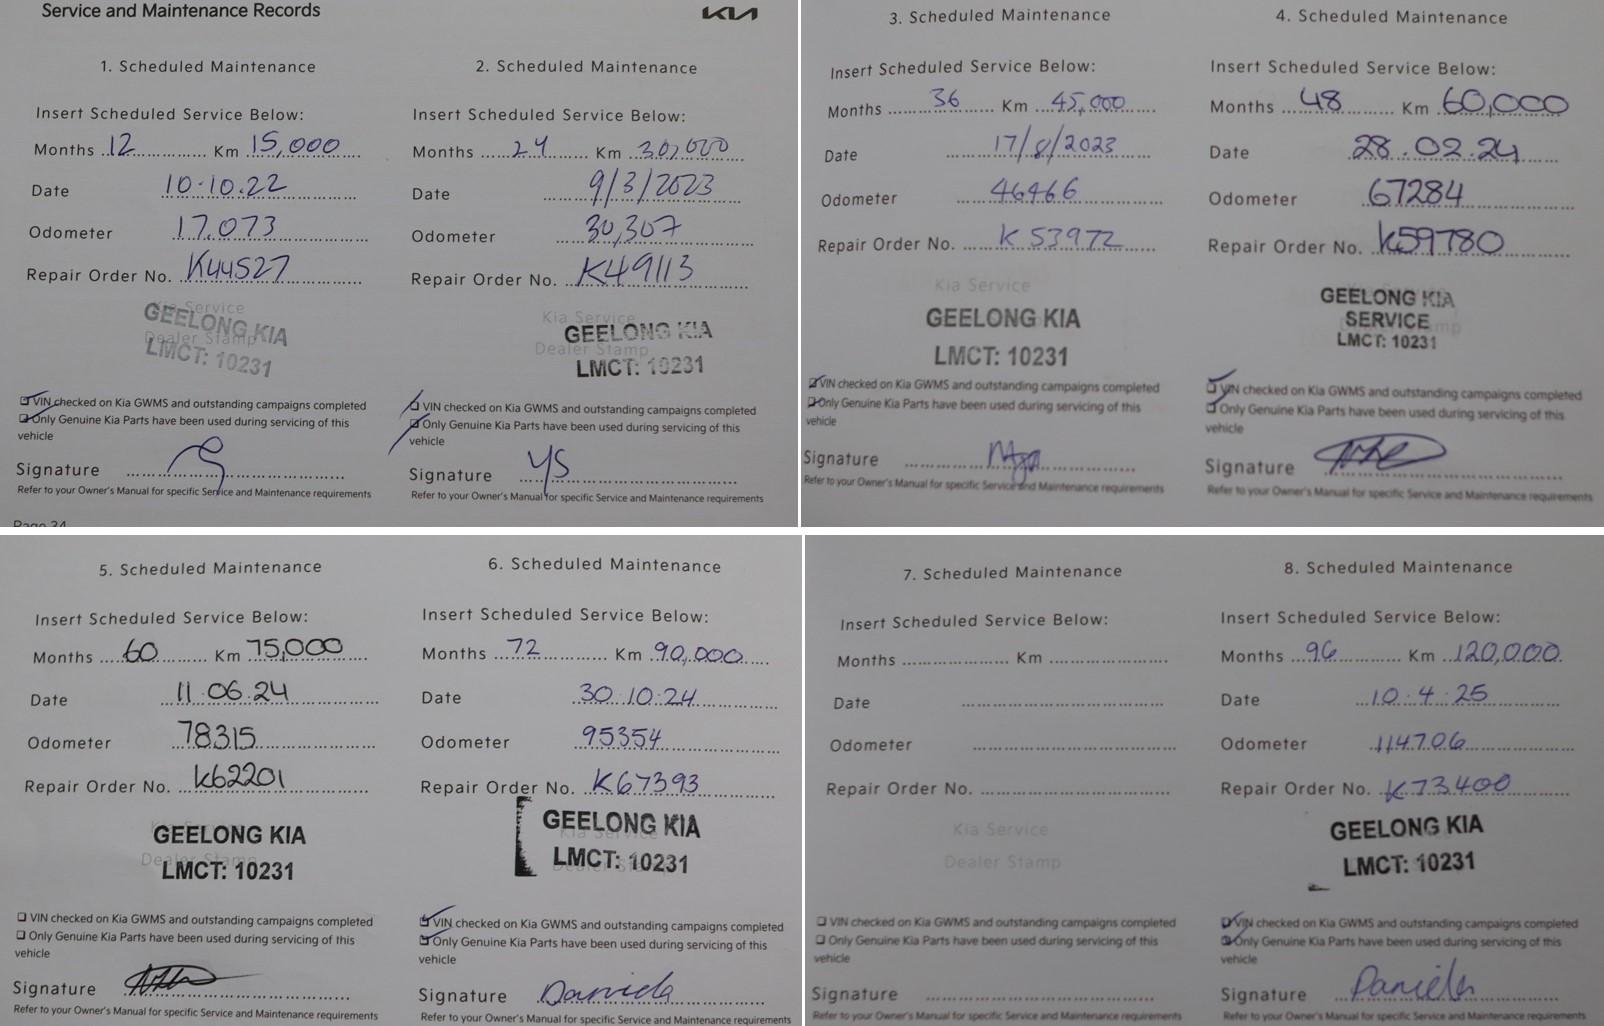 Service and Maintenance Records
KIA
1. Scheduled Maintenance
Insert Scheduled Service Below:
Months 12 Km 15,000
Date 10.10.22
Odometer 17.073
Repair Order No. K44527
Kia Service
Dealer Stamp
GEELONG KIA
LMCT: 10231
VIN checked on Kia GWMS and outstanding campaigns completed
Only Genuine Kia Parts have been used during servicing of this
vehicle
Signature
Refer to your Owner's Manual for specific Service and Maintenance requirements
Page 34
2. Scheduled Maintenance
Insert Scheduled Service Below:
Months 24 Km 30,000
Date 9/3/2023
Odometer 30,307
Repair Order No. K49113
Kia Service
Dealer Stamp
GEELONG KIA
LMCT: 10231
VIN checked on Kia GWMS and outstanding campaigns completed
Only Genuine Kia Parts have been used during servicing of this
vehicle
Signature YS
Refer to your Owner's Manual for specific Service and Maintenance requirements
3. Scheduled Maintenance
Insert Scheduled Service Below:
Months 36 Km 45,000
Date 17/8/2023
Odometer 46466
Repair Order No. K53972
Kia Service
GEELONG KIA
LMCT: 10231
VIN checked on Kia GWMS and outstanding campaigns completed
Only Genuine Kia Parts have been used during servicing of this
vehicle
Signature
Refer to your Owner's Manual for specific Service and Maintenance requirements
4. Scheduled Maintenance
Insert Scheduled Service Below:
Months 48 Km 60,000
Date 28.02.24
Odometer 67284
Repair Order No. K59780
GEELONG KIA
SERVICE
LMCT: 10231
VIN checked on Kia GWMS and outstanding campaigns completed
Only Genuine Kia Parts have been used during servicing of this
vehicle
Signature
Refer to your Owner's Manual for specific Service and Maintenance requirements
5. Scheduled Maintenance
Insert Scheduled Service Below:
Months 60 Km 75,000
Date 11.06.24
Odometer 78315
Repair Order No. K62201
Kia Service
Dealer Stamp
GEELONG KIA
LMCT: 10231
VIN checked on Kia GWMS and outstanding campaigns completed
Only Genuine Kia Parts have been used during servicing of this
vehicle
Signature
Refer to your Owner's Manual for specific Service and Maintenance requirements
6. Scheduled Maintenance
Insert Scheduled Service Below:
Months 72 Km 90,000
Date 30.10.24
Odometer 95354
Repair Order No. K67393
Kia Service
Dealer Stamp
GEELONG KIA
LMCT: 10231
VIN checked on Kia GWMS and outstanding campaigns completed
Only Genuine Kia Parts have been used during servicing of this
vehicle
Signature
Refer to your Owner's Manual for specific Service and Maintenance requirements
7. Scheduled Maintenance
Insert Scheduled Service Below:
Months Km
Date
Odometer
Repair Order No.
Kia Service
Dealer Stamp
VIN checked on Kia GWMS and outstanding campaigns completed
Only Genuine Kia Parts have been used during servicing of this
vehicle
Signature
Refer to your Owner's Manual for specific Service and Maintenance requirements
8. Scheduled Maintenance
Insert Scheduled Service Below:
Months 96 Km 120,000
Date 10.4.25
Odometer 114706
Repair Order No. K73400
GEELONG KIA
LMCT: 10231
VIN checked on Kia GWMS and outstanding campaigns completed
Only Genuine Kia Parts have been used during servicing of this
vehicle
Signature
Refer to your Owner's Manual for specific Service and Maintenance requirements